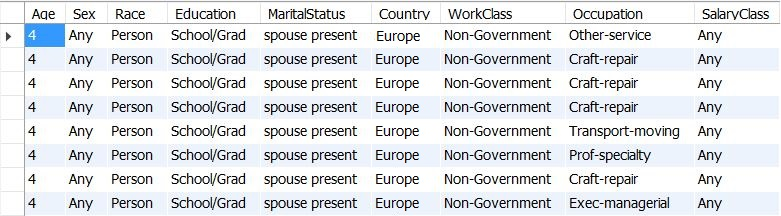 Age Sex Race Education MaritalStatus Country WorkClass Occupation SalaryClass
4 Any Person School/Grad spouse present Europe Non-Government Other-service Any
4 Any Person School/Grad spouse present Europe Non-Government Craft-repair Any
4 Any Person School/Grad spouse present Europe Non-Government Craft-repair Any
4 Any Person School/Grad spouse present Europe Non-Government Craft-repair Any
4 Any Person School/Grad spouse present Europe Non-Government Transport-moving Any
4 Any Person School/Grad spouse present Europe Non-Government Prof-specialty Any
4 Any Person School/Grad spouse present Europe Non-Government Craft-repair Any
4 Any Person School/Grad spouse present Europe Non-Government Exec-managerial Any